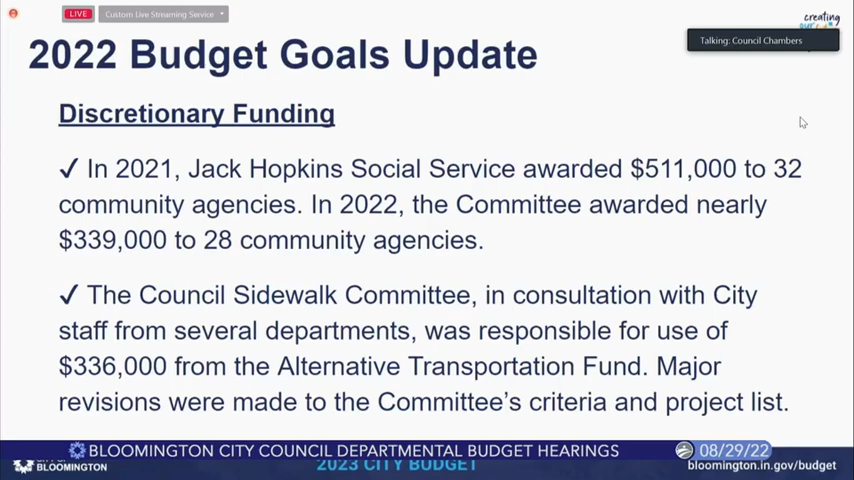 LIVE
Custom Live Streaming Service
creating
Talking: Council Chambers
2022 Budget Goals Update
Discretionary Funding
✓ In 2021, Jack Hopkins Social Service awarded $511,000 to 32
community agencies. In 2022, the Committee awarded nearly
$339,000 to 28 community agencies.
✓ The Council Sidewalk Committee, in consultation with City
staff from several departments, was responsible for use of
$336,000 from the Alternative Transportation Fund. Major
revisions were made to the Committee’s criteria and project list.
BLOOMINGTON CITY COUNCIL DEPARTMENTAL BUDGET HEARINGS
08/29/22
BLOOMINGTON
2023 CITY BUDGET
bloomington.in.gov/budget